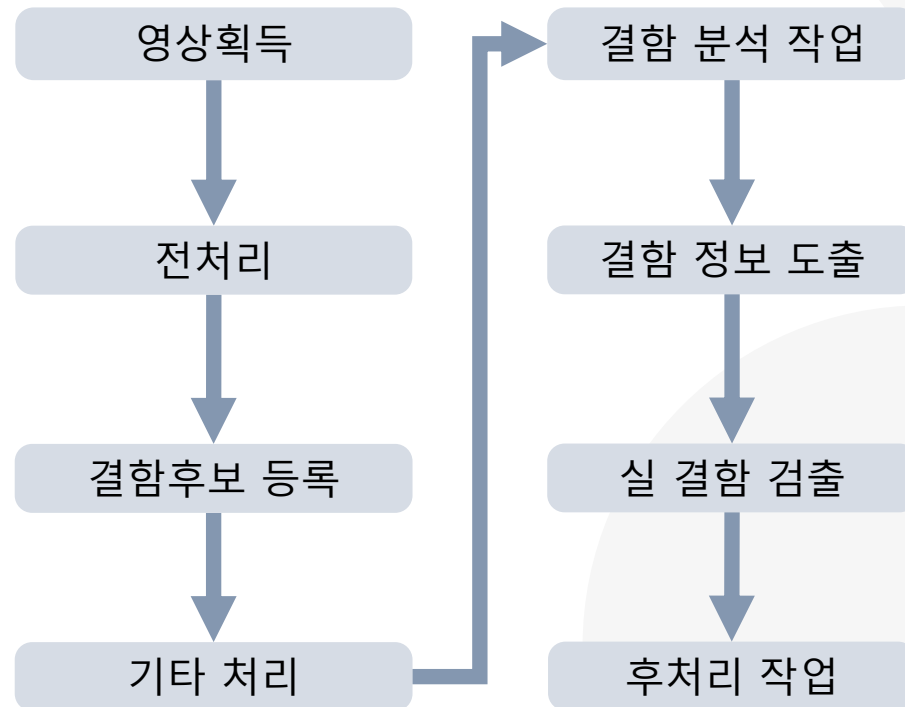 영상획득
전처리
결함후보 등록
기타 처리
결함 분석 작업
결함 정보 도출
실 결함 검출
후처리 작업